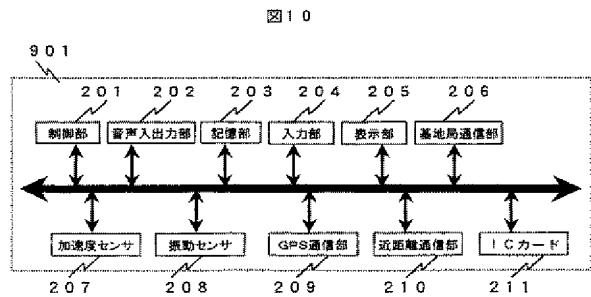 図１０
９０１
２０１ ２０２ ２０３ ２０４ ２０５ ２０６
制御部 音声入出力部 記憶部 入力部 表示部 基地局通信部
加速度センサ 振動センサ GPS通信部 近距離通信部 ＩＣカード
２０７ ２０８ ２０９ ２１０ ２１１